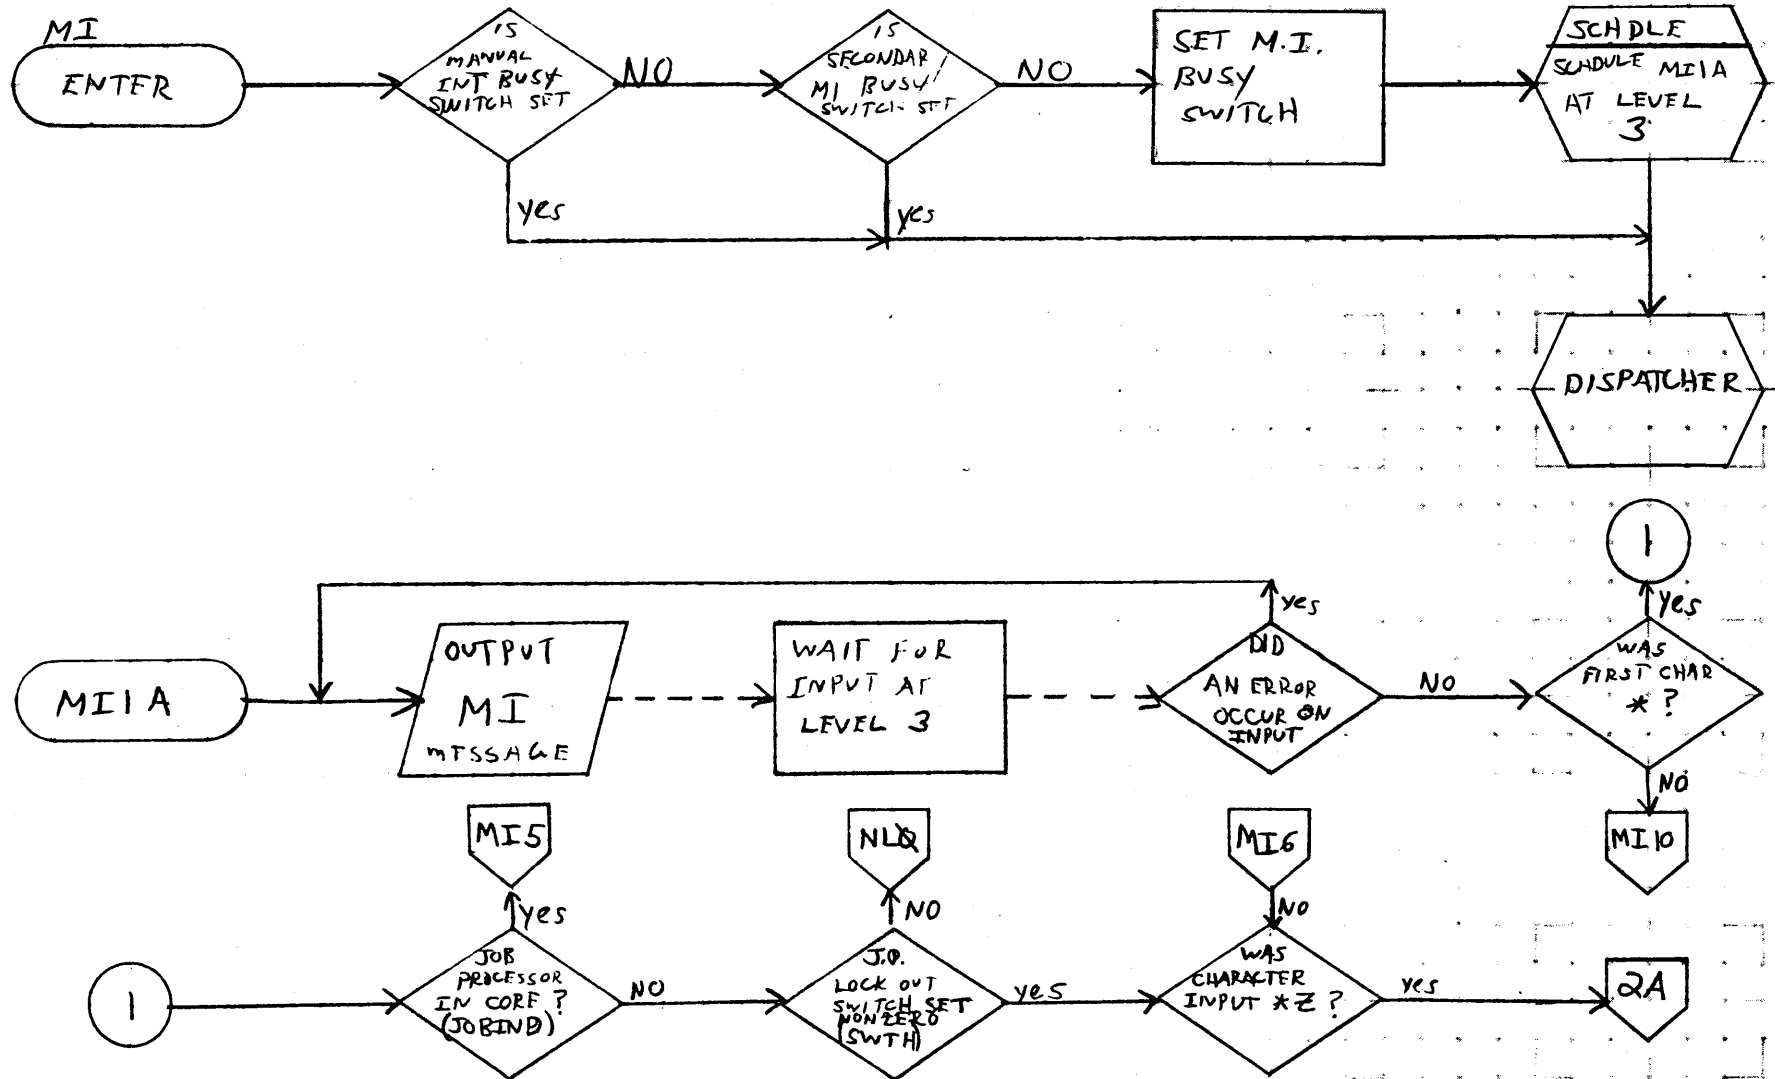 MI
ENTER
IS
MANUAL
INT BUSY
SWITCH SET
NO
yes
IS
SECONDARY
MI BUSY
SWITCH SET
NO
yes
SET M.I.
BUSY
SWITCH
SCHDLE
SCHDULE MI1A
AT LEVEL
3
DISPATCHER
1
MI1A
OUTPUT
MI
MESSAGE
WAIT FOR
INPUT AT
LEVEL 3
DID
AN ERROR
OCCUR ON
INPUT
yes
NO
WAS
FIRST CHAR
* ?
yes
NO
MI10
MI5
MI6
1
JOB
PROCESSOR
IN CORE ?
(JOBIND)
yes
NO
LOCK OUT
SWITCH SET
NON ZERO
(SWTH)
NO
yes
WAS
CHARACTER
INPUT *Z ?
NO
yes
2A